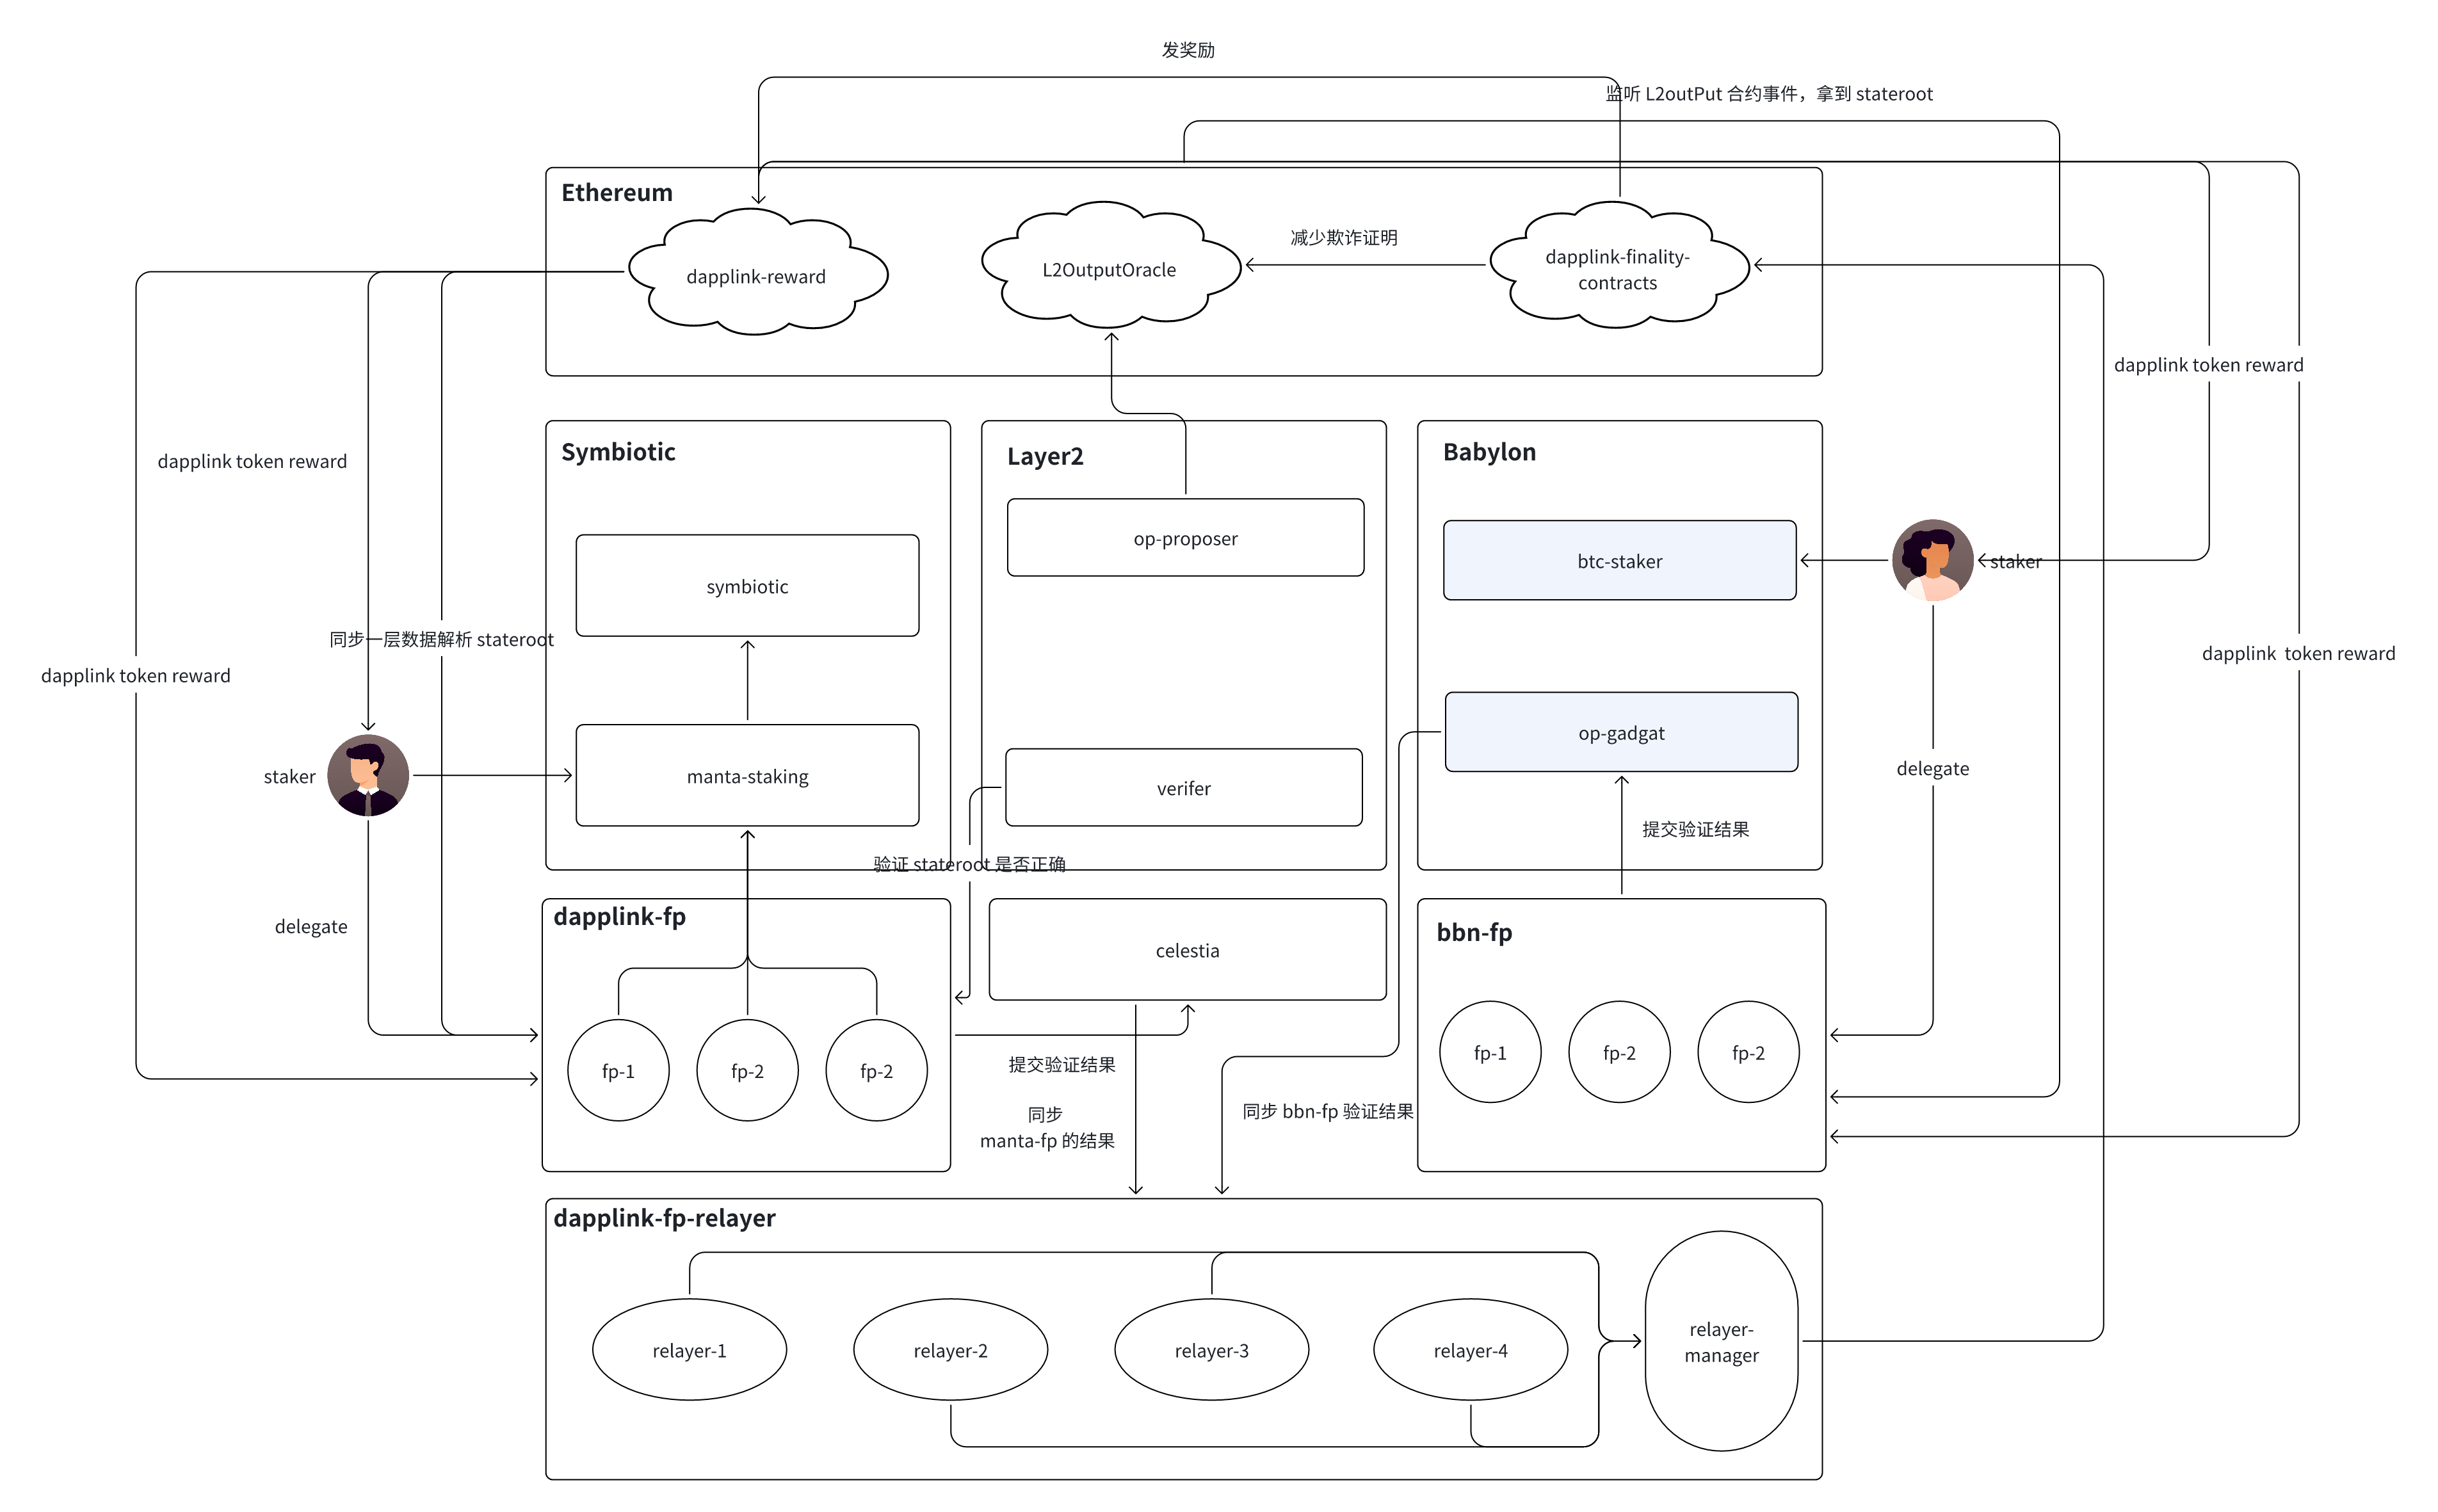 发奖励
监听 L2outPut 合约事件，拿到 stateroot
Ethereum
dapplink-reward
L2OutputOracle
减少欺诈证明
dapplink-finality-
contracts
dapplink token reward
dapplink token reward
Symbiotic
Layer2
Babylon
op-proposer
btc-staker
staker
symbiotic
同步一层数据解析 stateroot
dapplink token reward
dapplink  token reward
op-gadgat
staker
manta-staking
verifer
delegate
提交验证结果
验证 stateroot 是否正确
dapplink-fp
delegate
celestia
bbn-fp
fp-1
fp-2
fp-2
提交验证结果
fp-1
fp-2
fp-2
同步
manta-fp 的结果
同步 bbn-fp 验证结果
dapplink-fp-relayer
relayer-1
relayer-2
relayer-3
relayer-4
relayer-
manager